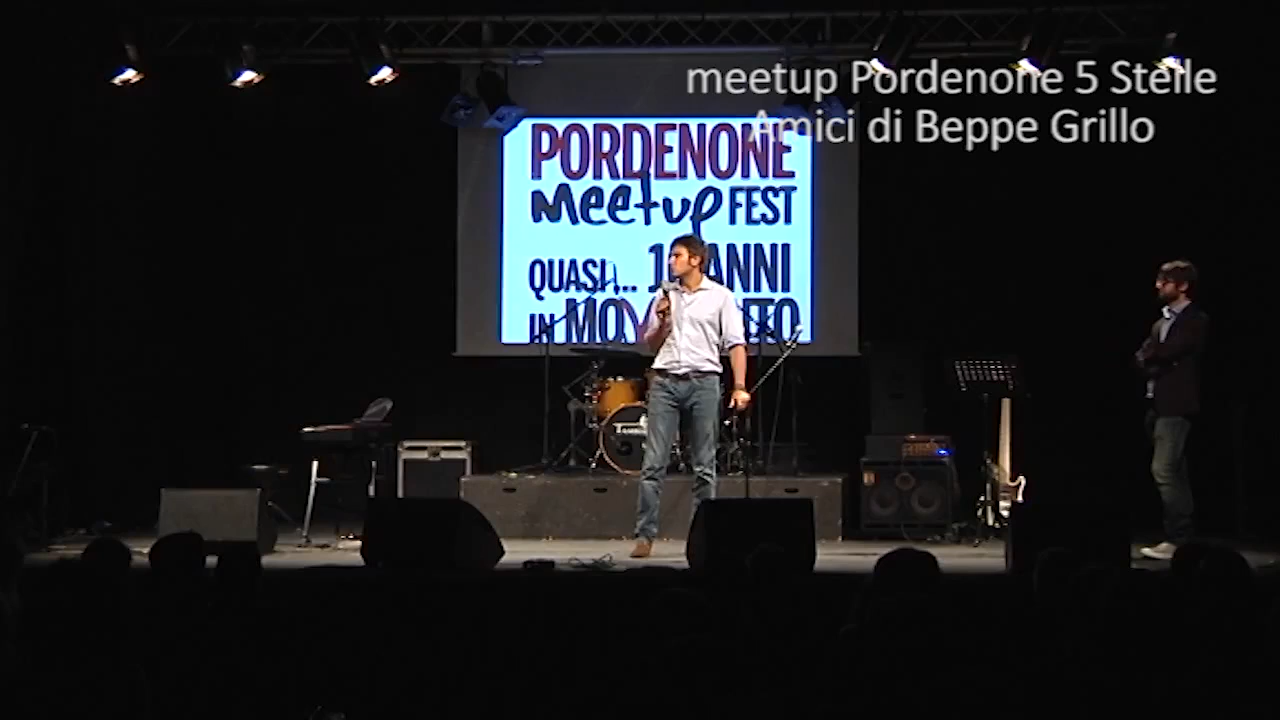 meetup Pordenone 5 Stelle
Amici di Beppe Grillo
PORDENONE
meetup FEST
QUASI... ANNI
IN